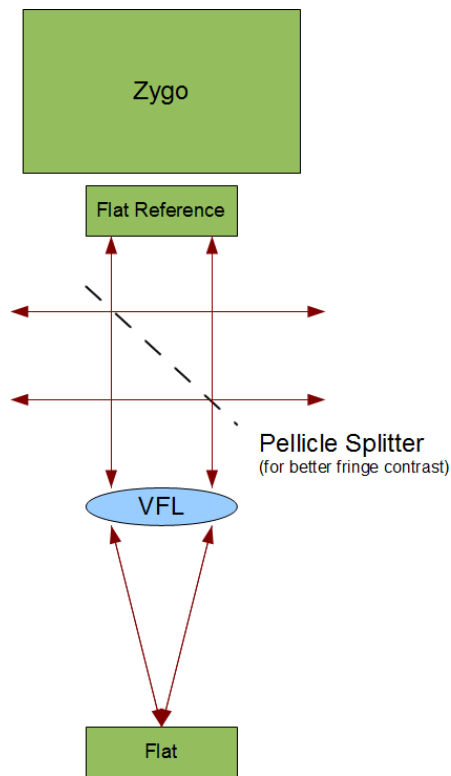 Zygo
Flat Reference
Pellicle Splitter
(for better fringe contrast)
VFL
Flat